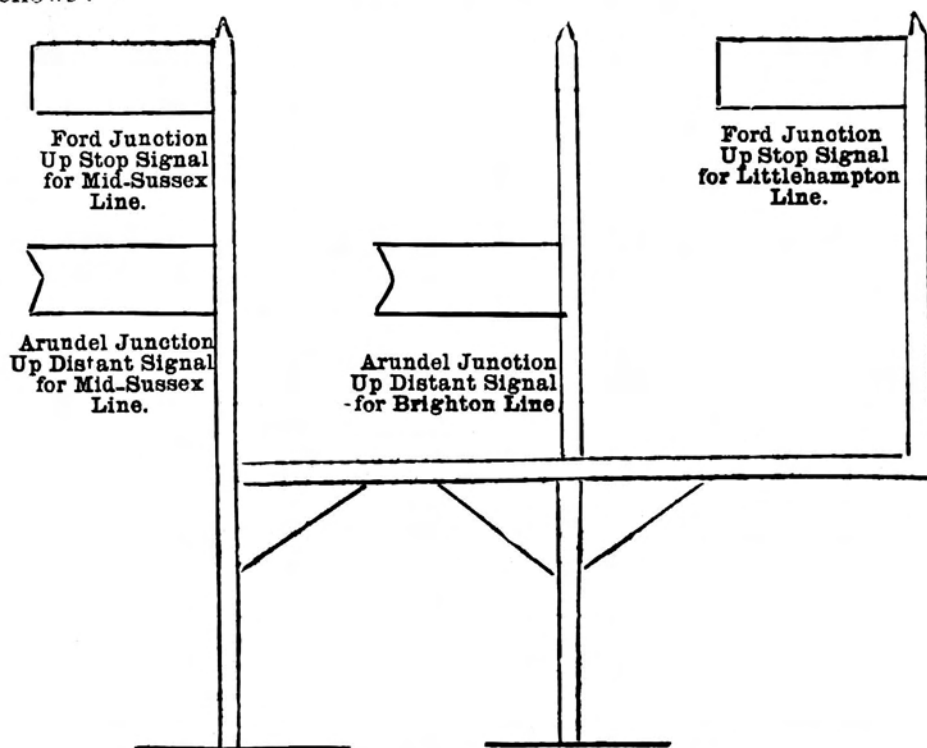 Ford Junction
Up Stop Signal
for Mid-Sussex
Line.
Ford Junction
Up Stop Signal
for Littlehampton
Line.
Arundel Junction
Up Distant Signal
for Mid-Sussex
Line.
Arundel Junction
Up Distant Signal
for Brighton Line